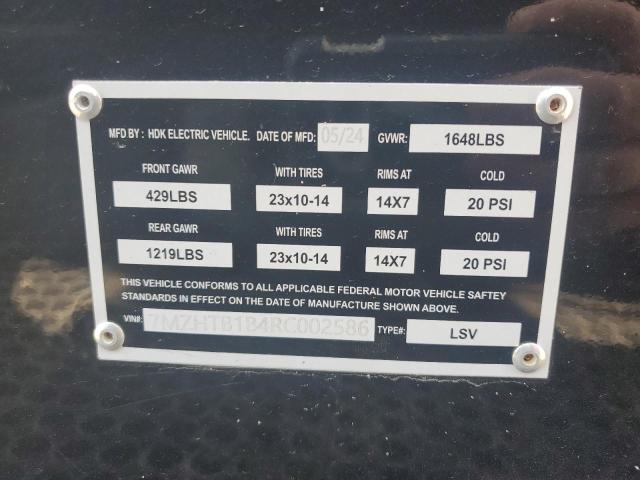 MFD BY : HDK ELECTRIC VEHICLE. DATE OF MFD: 05/24 GVWR: 1648LBS
FRONT GAWR WITH TIRES RIMS AT COLD
429LBS 23x10-14 14X7 20 PSI
REAR GAWR WITH TIRES RIMS AT COLD
1219LBS 23x10-14 14X7 20 PSI
THIS VEHICLE CONFORMS TO ALL APPLICABLE FEDERAL MOTOR VEHICLE SAFTEY
STANDARDS IN EFFECT ON THE DATE OF MANUFACTURE SHOWN ABOVE.
VIN#: 7MZHTB1B4RC002586 TYPE#: LSV